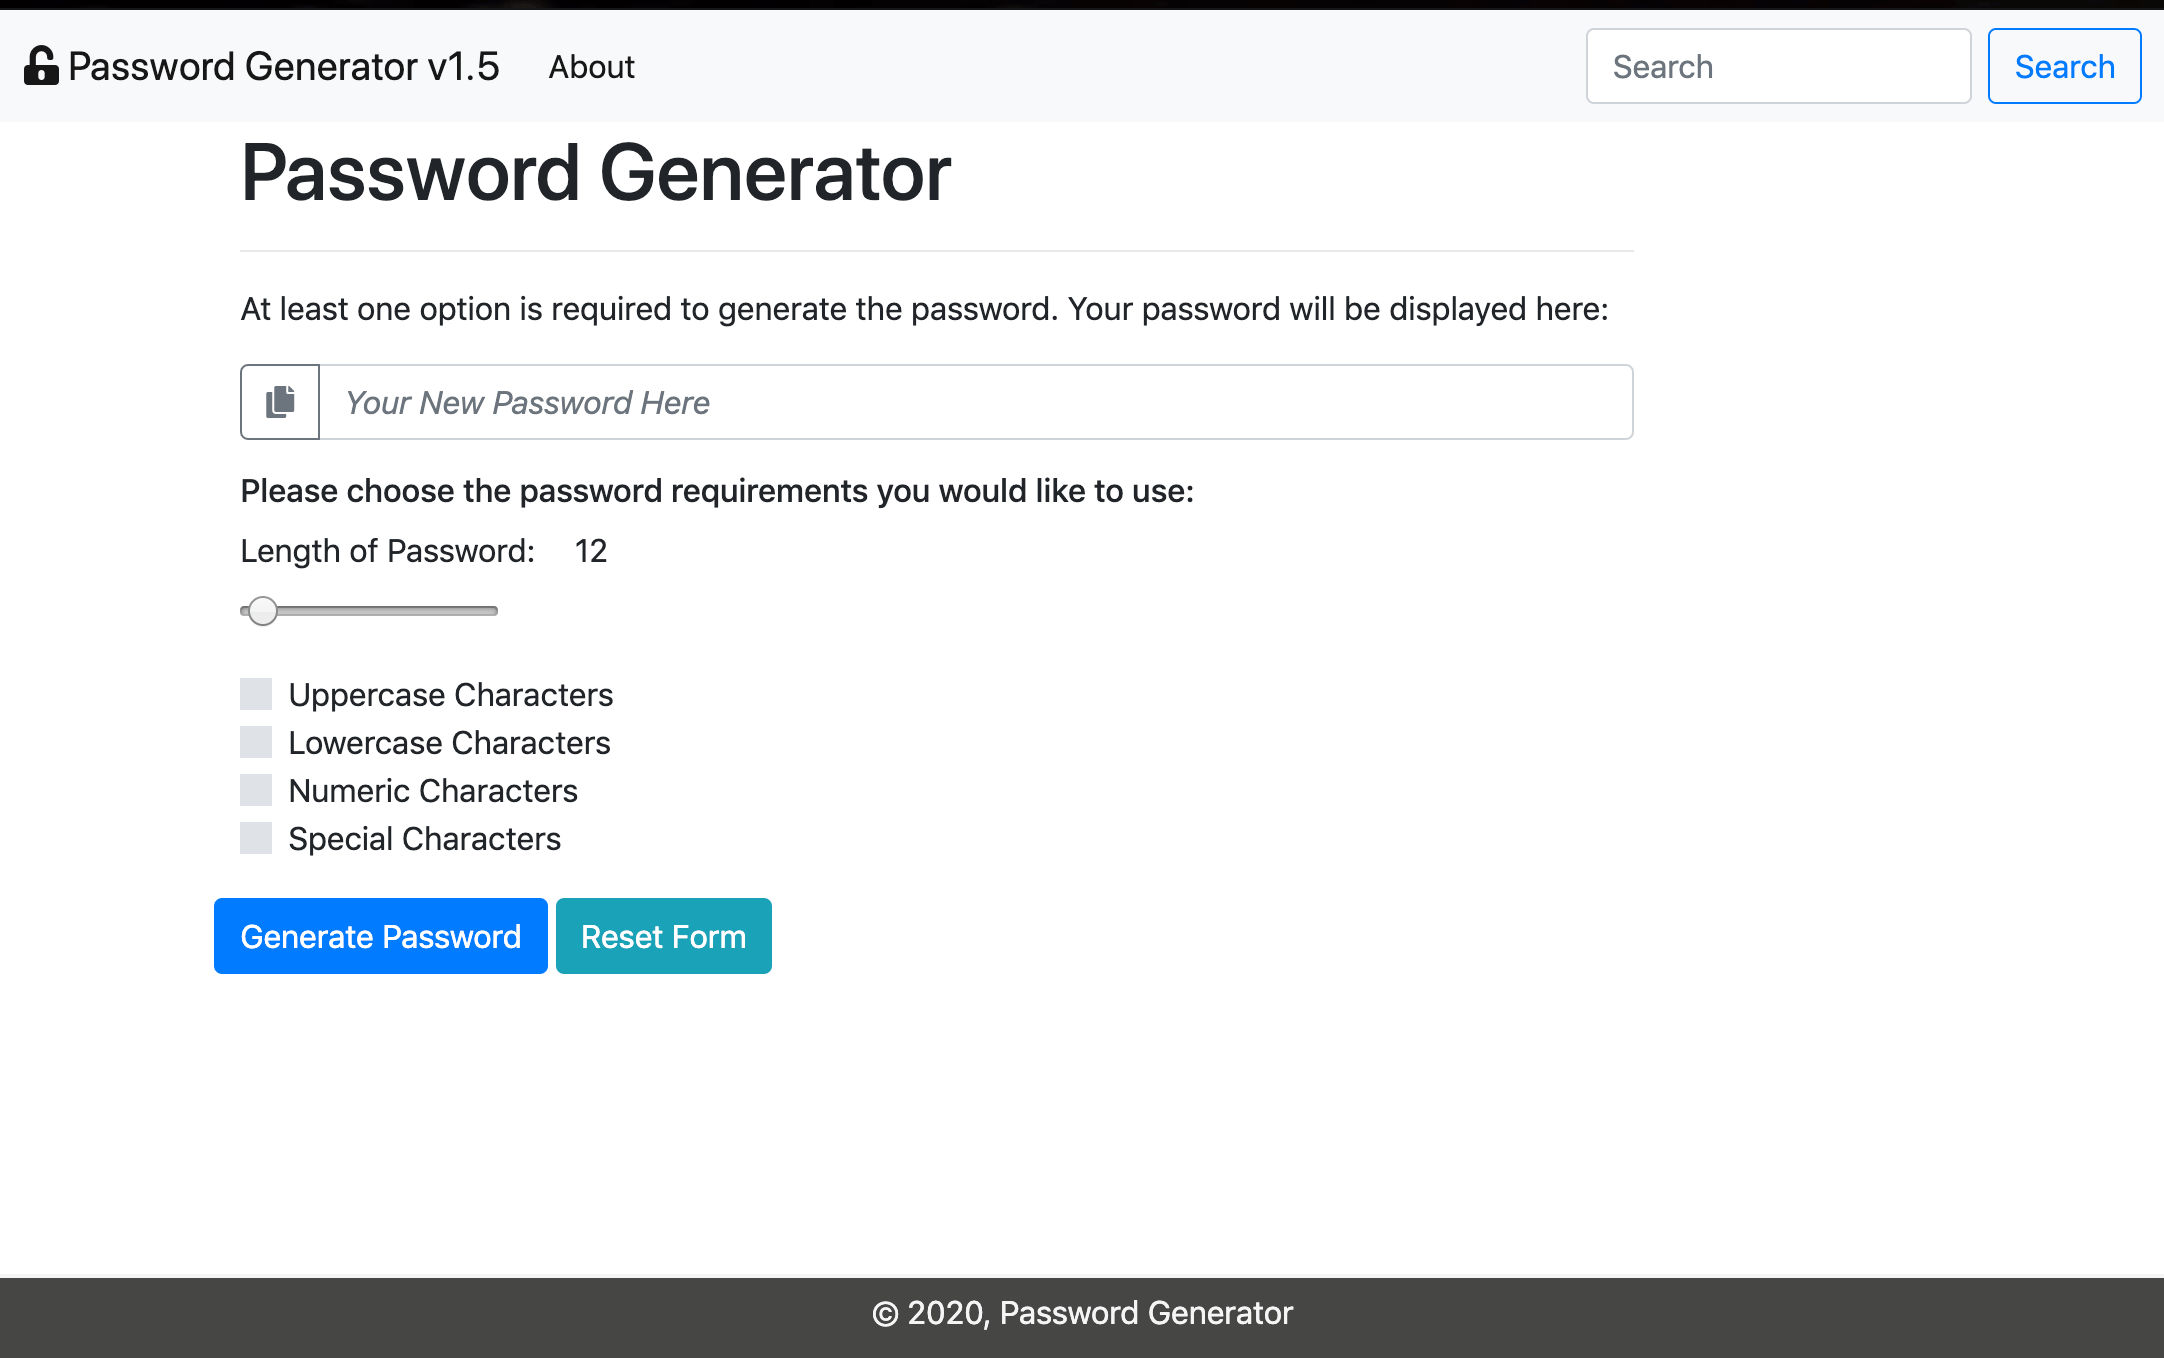 Password Generator v1.5 About Search Search
Password Generator
At least one option is required to generate the password. Your password will be displayed here:
Your New Password Here
Please choose the password requirements you would like to use:
Length of Password: 12
Uppercase Characters
Lowercase Characters
Numeric Characters
Special Characters
Generate Password Reset Form
© 2020, Password Generator